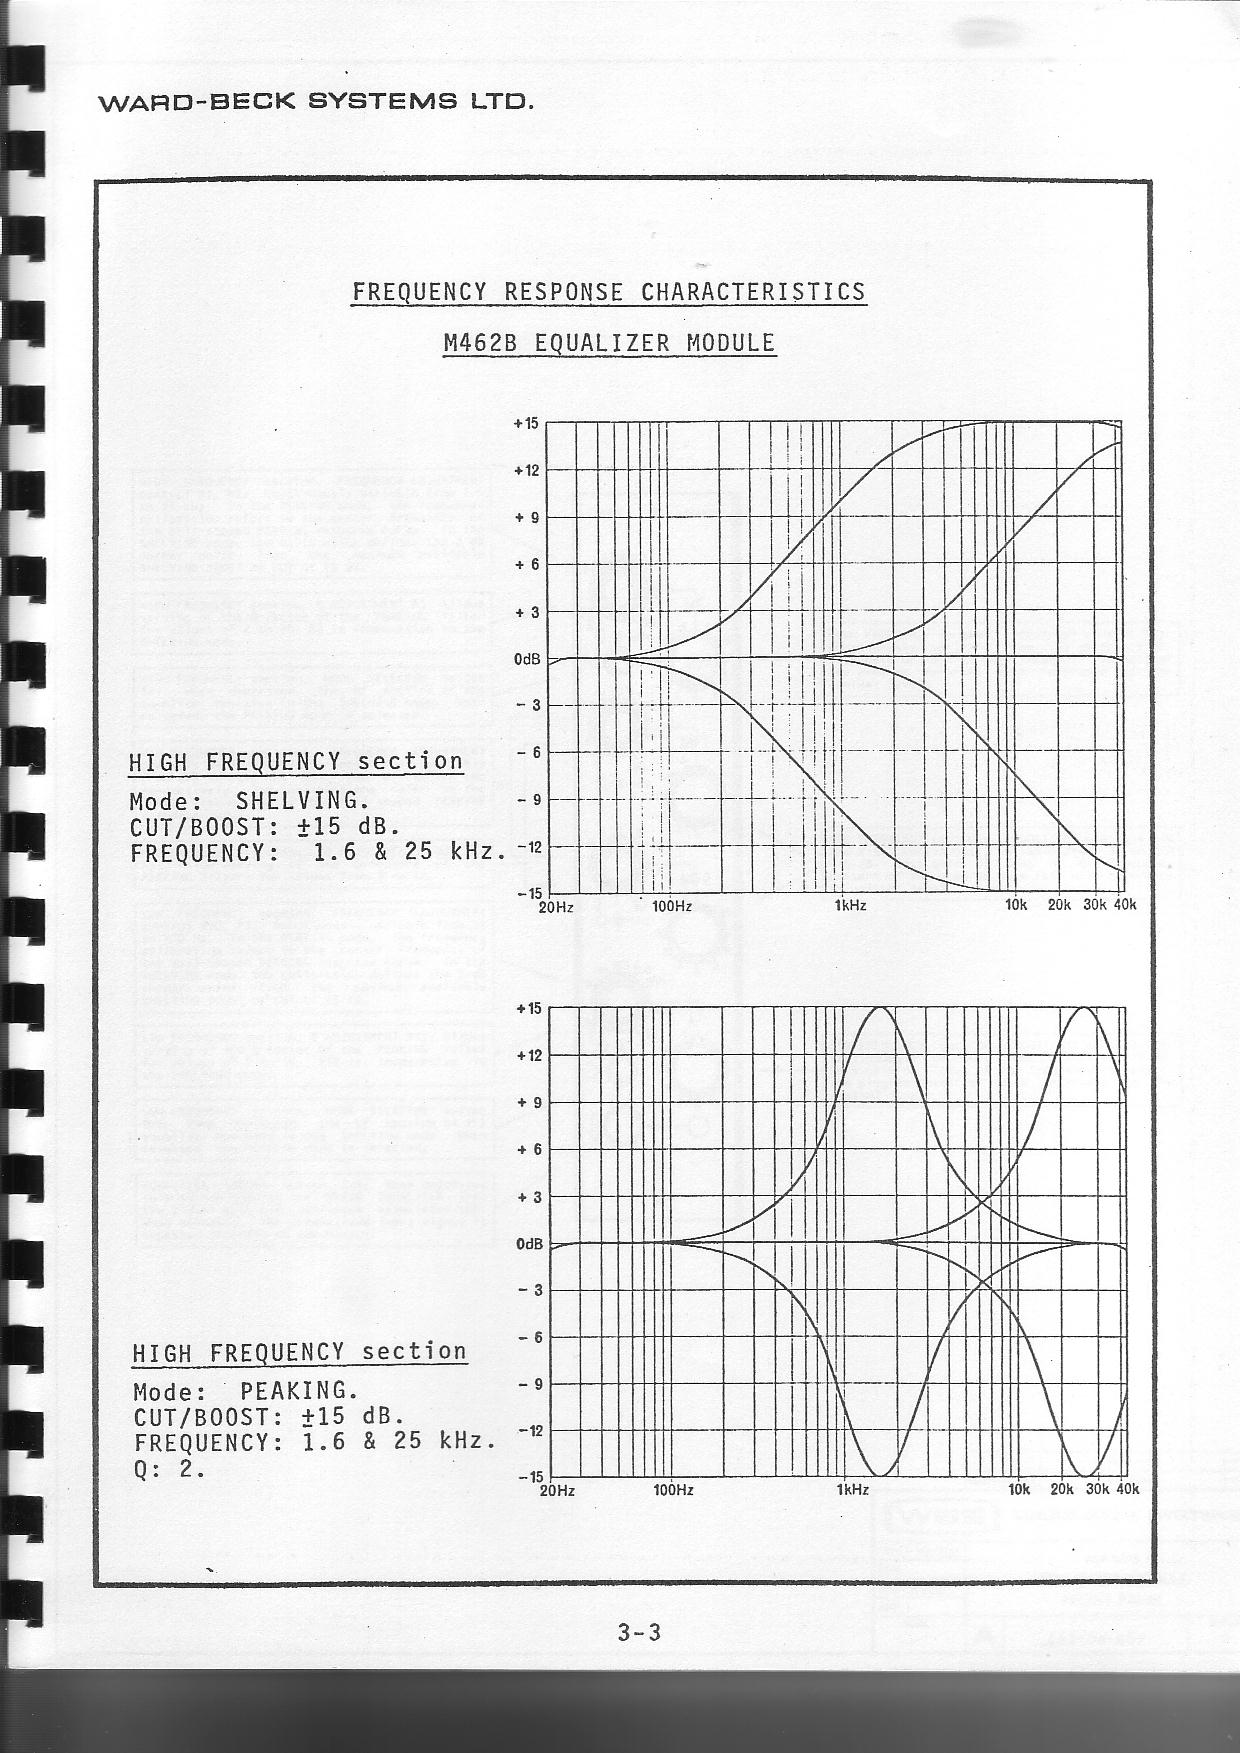 WARD-BECK SYSTEMS LTD.
FREQUENCY RESPONSE CHARACTERISTICS
M462B EQUALIZER MODULE
+15
+12
+ 9
+ 6
+ 3
0dB
- 3
- 6
- 9
-12
-15
20Hz 100Hz 1kHz 10k 20k 30k 40k
HIGH FREQUENCY section
Mode: SHELVING.
CUT/BOOST: ±15 dB.
FREQUENCY: 1.6 & 25 kHz.
+15
+12
+ 9
+ 6
+ 3
0dB
- 3
- 6
- 9
-12
-15
20Hz 100Hz 1kHz 10k 20k 30k 40k
HIGH FREQUENCY section
Mode: PEAKING.
CUT/BOOST: ±15 dB.
FREQUENCY: 1.6 & 25 kHz.
Q: 2.
3-3